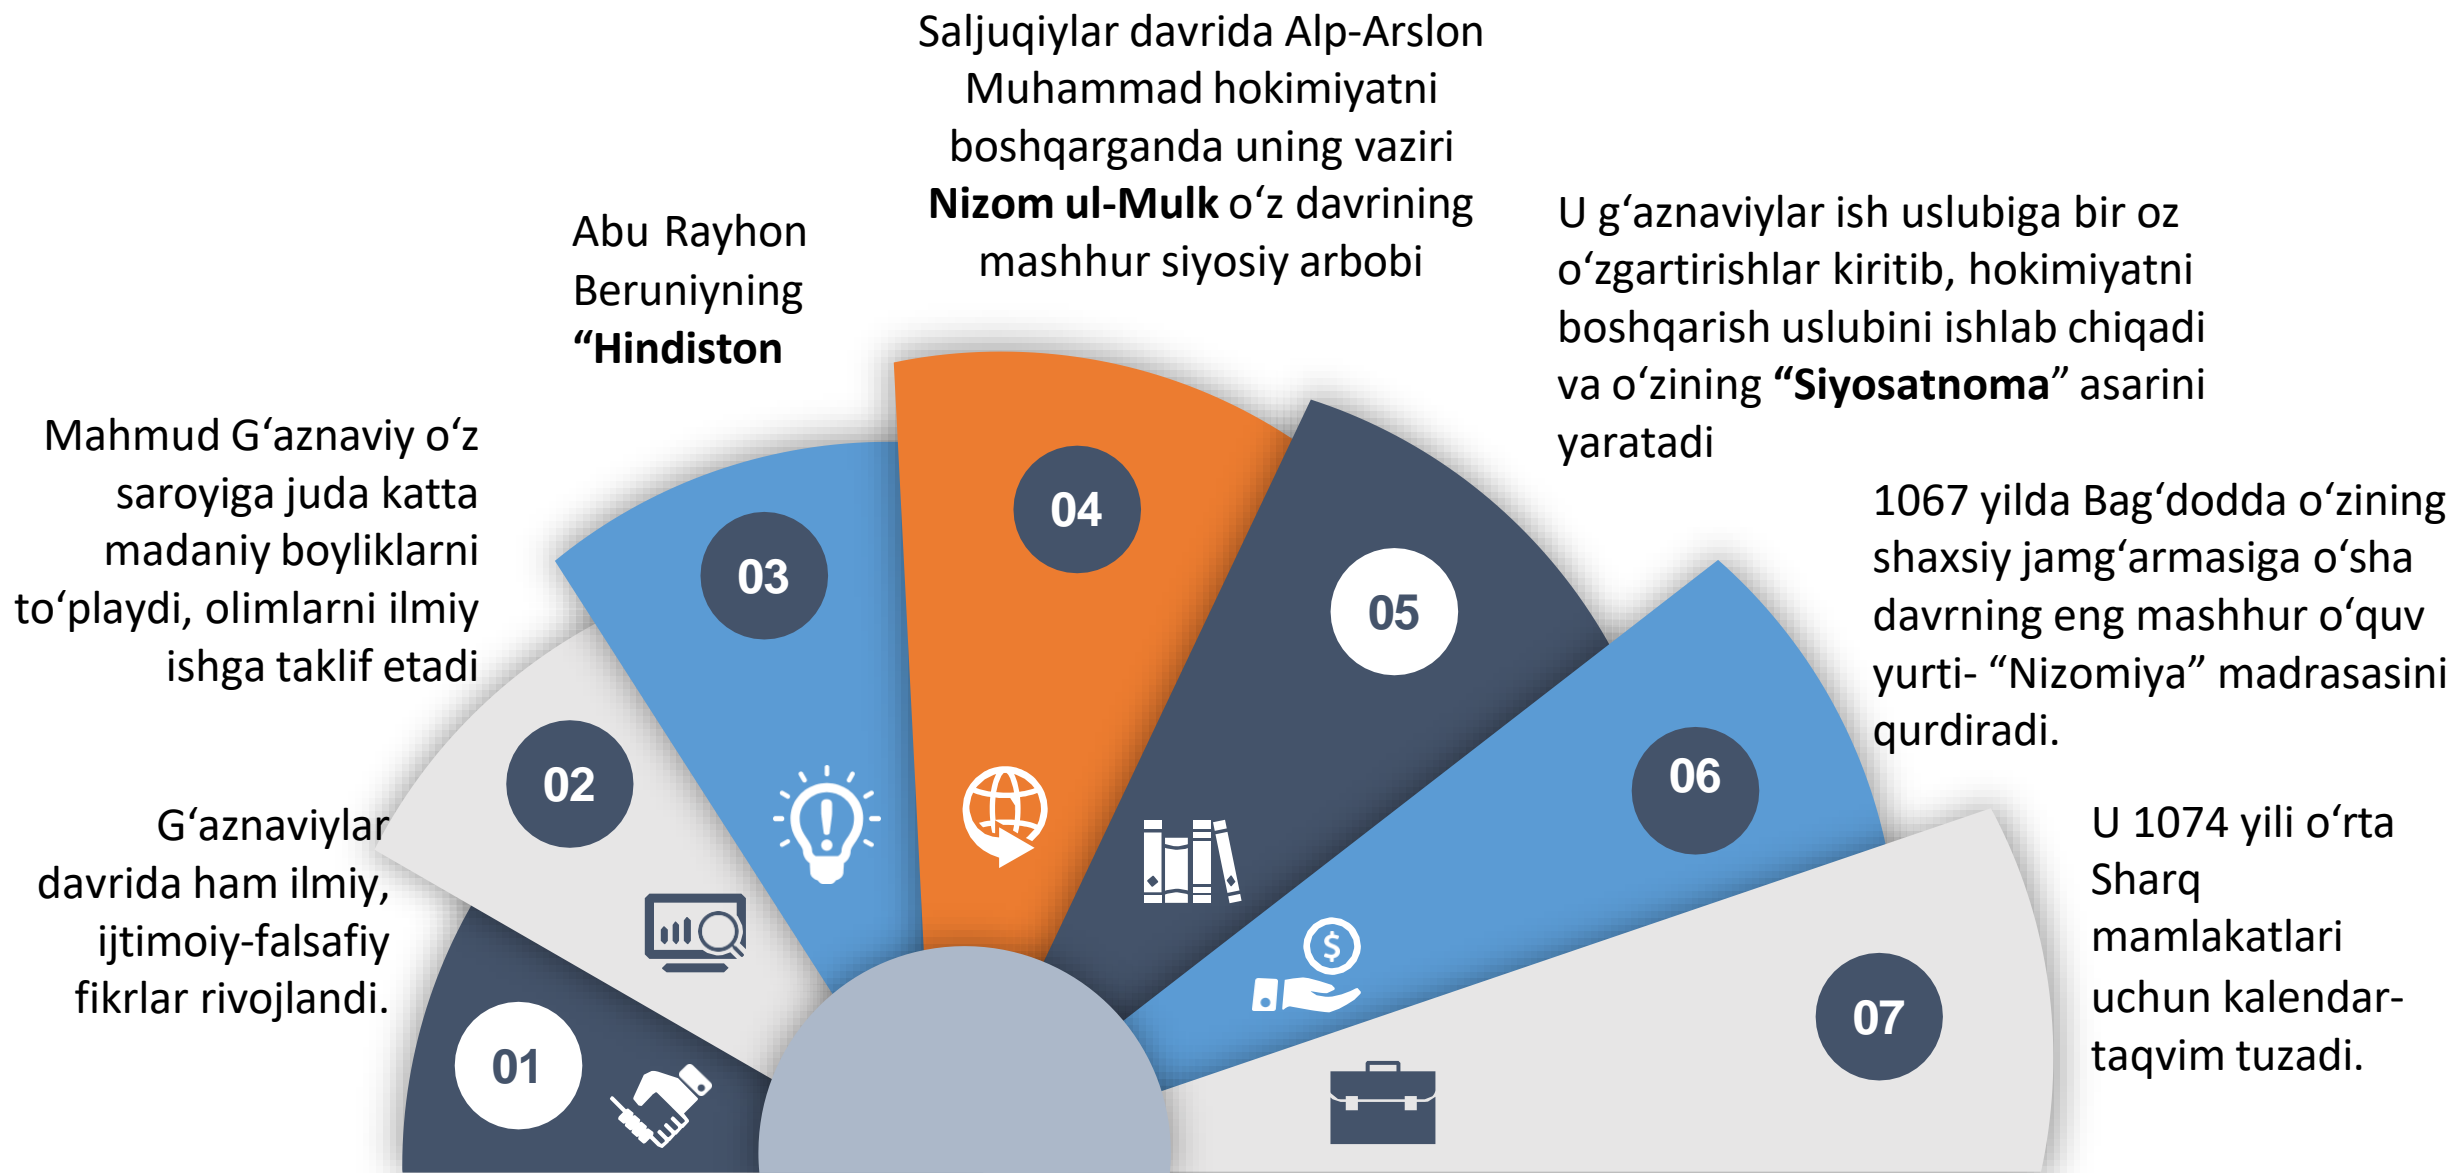 G‘aznaviylar
davrida ham ilmiy,
ijtimoiy-falsafiy
fikrlar rivojlandi.
01
Mahmud G‘aznaviy o‘z
saroyiga juda katta
madaniy boyliklarni
to‘playdi, olimlarni ilmiy
ishga taklif etadi
02
Abu Rayhon
Beruniyning
“Hindiston
03
Saljuqiylar davrida Alp-Arslon
Muhammad hokimiyatni
boshqarganda uning vaziri
Nizom ul-Mulk o‘z davrining
mashhur siyosiy arbobi
04
U g‘aznaviylar ish uslubiga bir oz
o‘zgartirishlar kiritib, hokimiyatni
boshqarish uslubini ishlab chiqadi
va o‘zining “Siyosatnoma” asarini
yaratadi
05
1067 yilda Bag‘dodda o‘zining
shaxsiy jamg‘armasiga o‘sha
davrning eng mashhur o‘quv
yurti- “Nizomiya” madrasasini
qurdiradi.
06
$
U 1074 yili o‘rta
Sharq
mamlakatlari
uchun kalendar-
taqvim tuzadi.
07